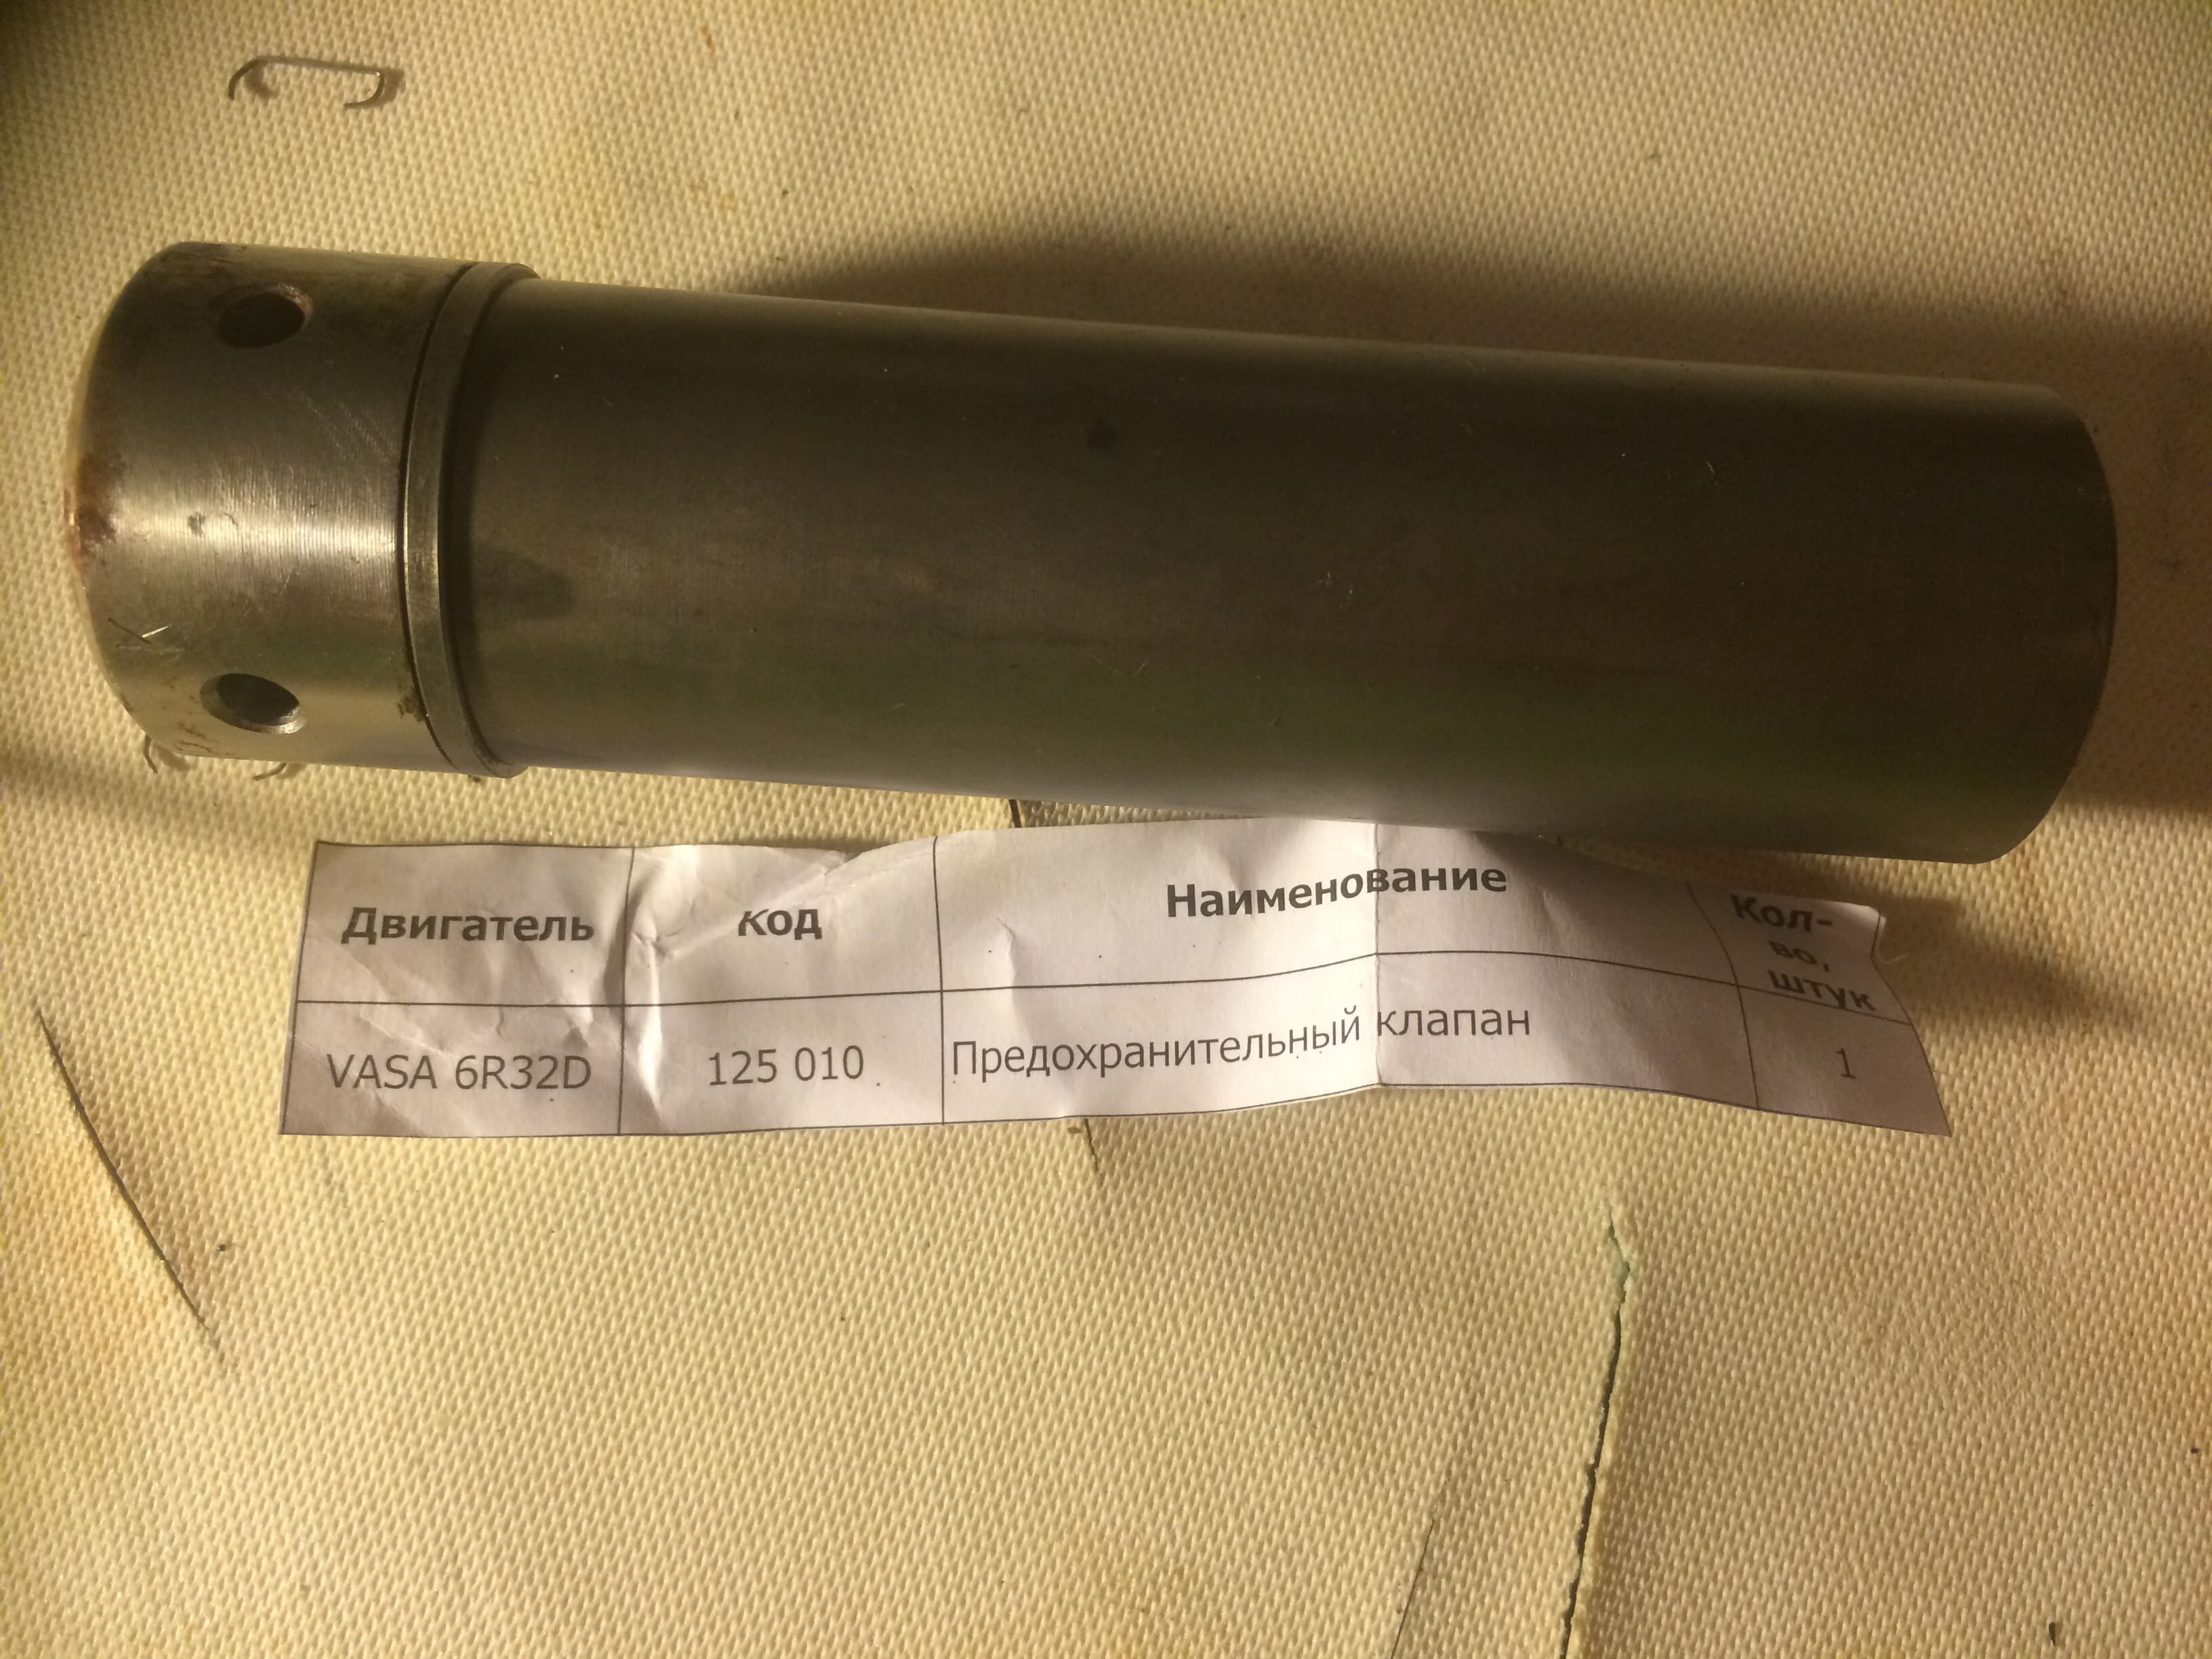 Двигатель Код Наименование Кол-
во,
штук
VASA 6R32D 125 010 Предохранительный клапан 1